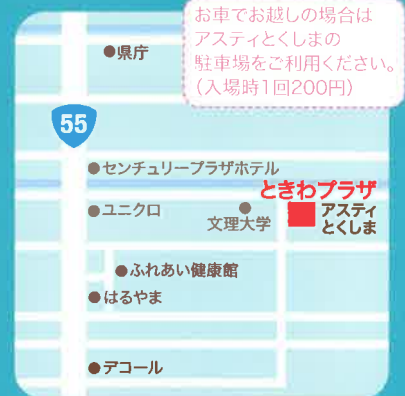 お車でお越しの場合は
アスティとくしまの
駐車場をご利用ください。
(入場時1回200円)
●県庁
55
●センチュリープラザホテル
ときわプラザ
●ユニクロ
文理大学
アスティ
とくしま
●ふれあい健康館
●はるやま
●デコール